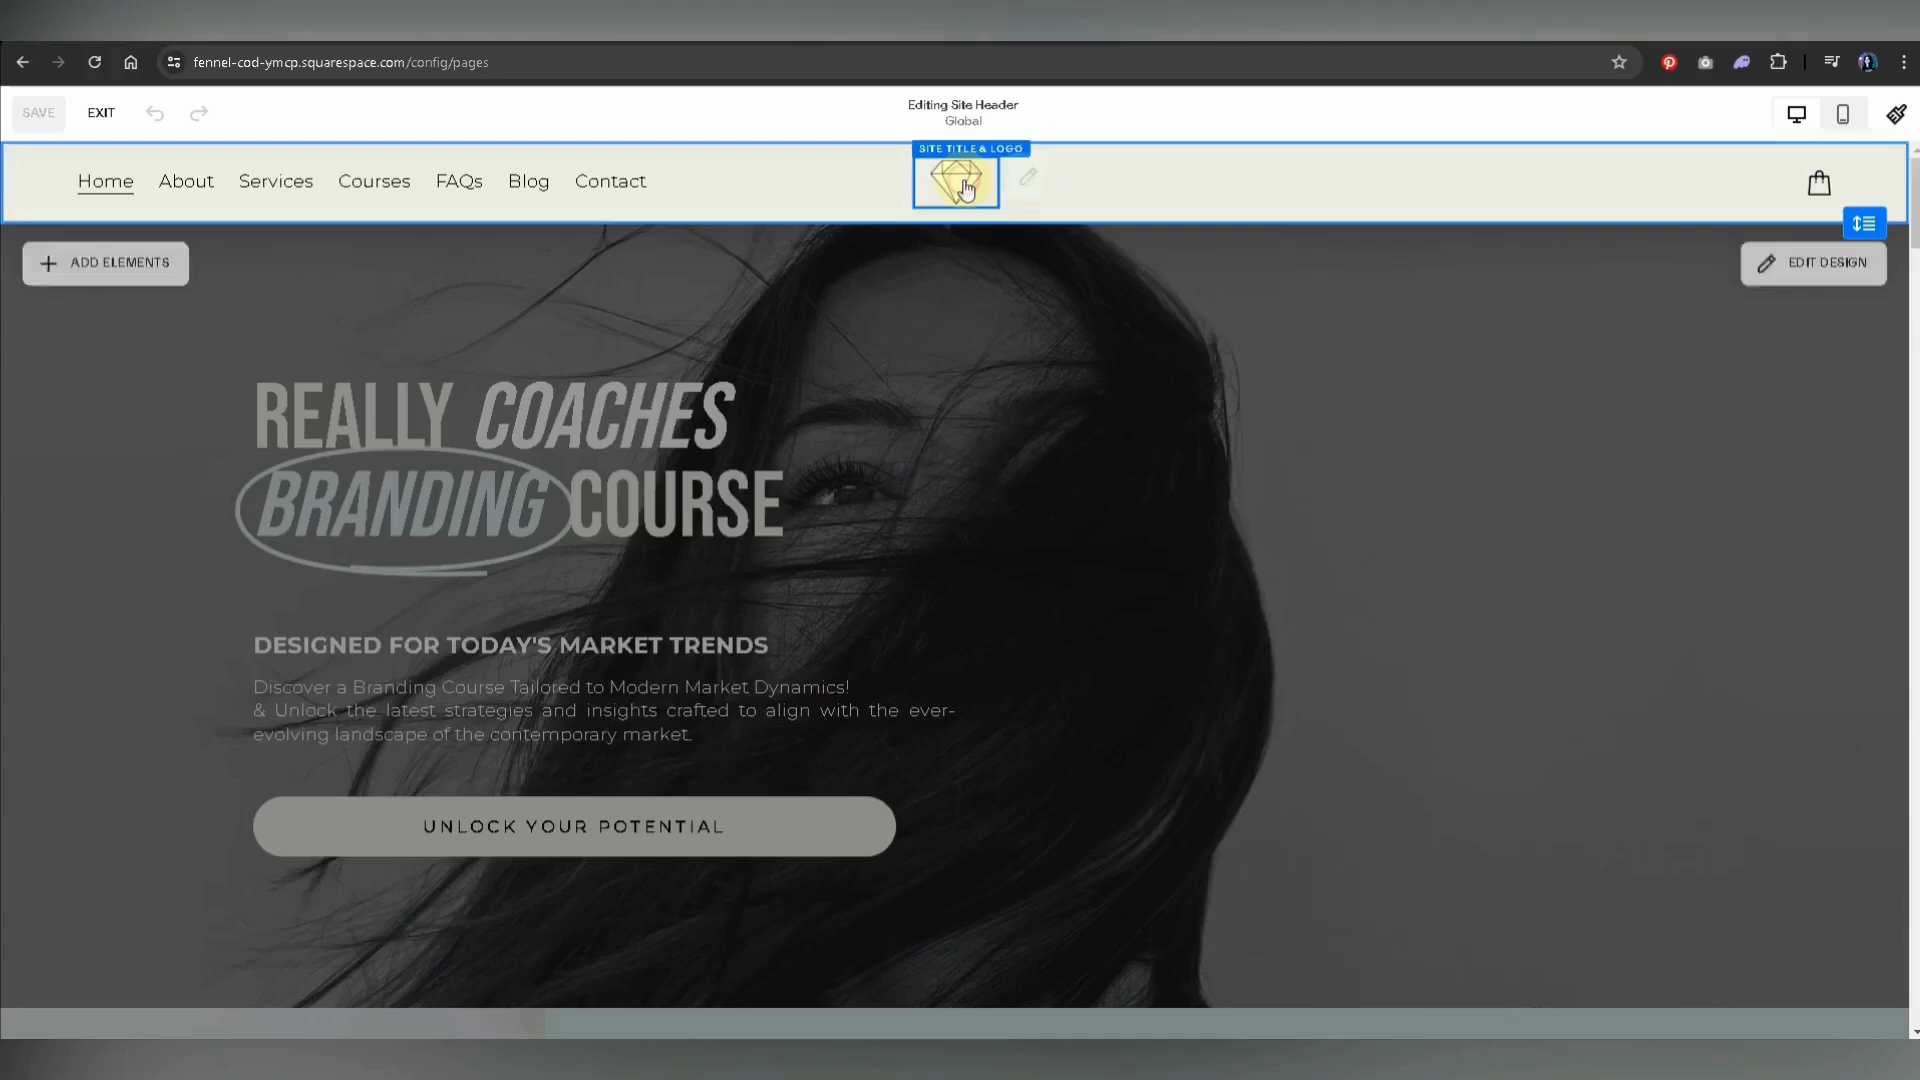 fennel-cod-ymcp.squarespace.com/config/pages
SAVE
EXIT
Editing Site Header
Global
SITE TITLE & LOGO
Home
About
Services
Courses
FAQs
Blog
Contact
ADD ELEMENTS
EDIT DESIGN
REALLY COACHES
BRANDING COURSE
DESIGNED FOR TODAY'S MARKET TRENDS
Discover a Branding Course Tailored to Modern Market Dynamics!
& Unlock the latest strategies and insights crafted to align with the ever-
evolving landscape of the contemporary market.
UNLOCK YOUR POTENTIAL